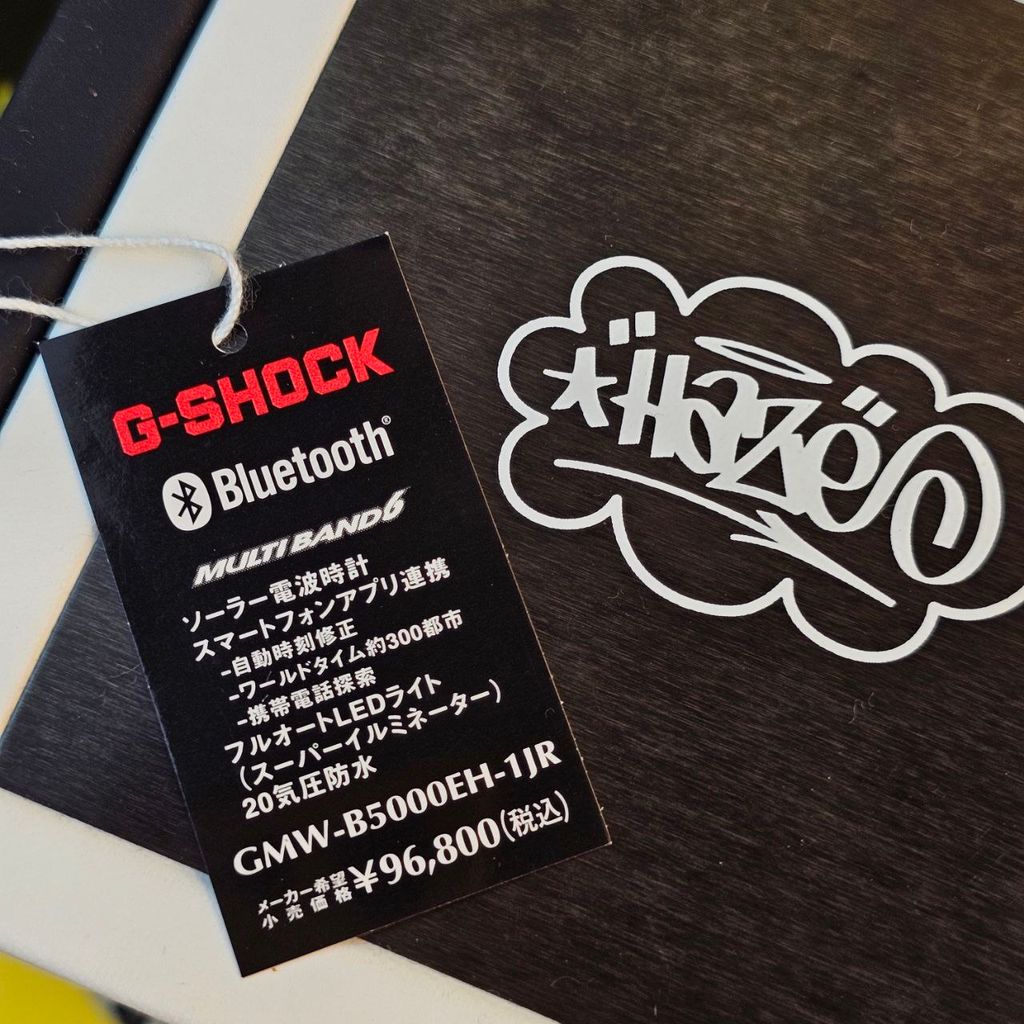 G-SHOCK
Bluetooth®
MULTI BAND 6
ソーラー電波時計
スマートフォンアプリ連携
-自動時刻修正
-ワールドタイム約300都市
-携帯電話探索
フルオートLEDライト
(スーパーイルミネーター)
20気圧防水
GMW-B5000EH-1JR
メーカー希望
小売価格 ¥96,800(税込)
Haze